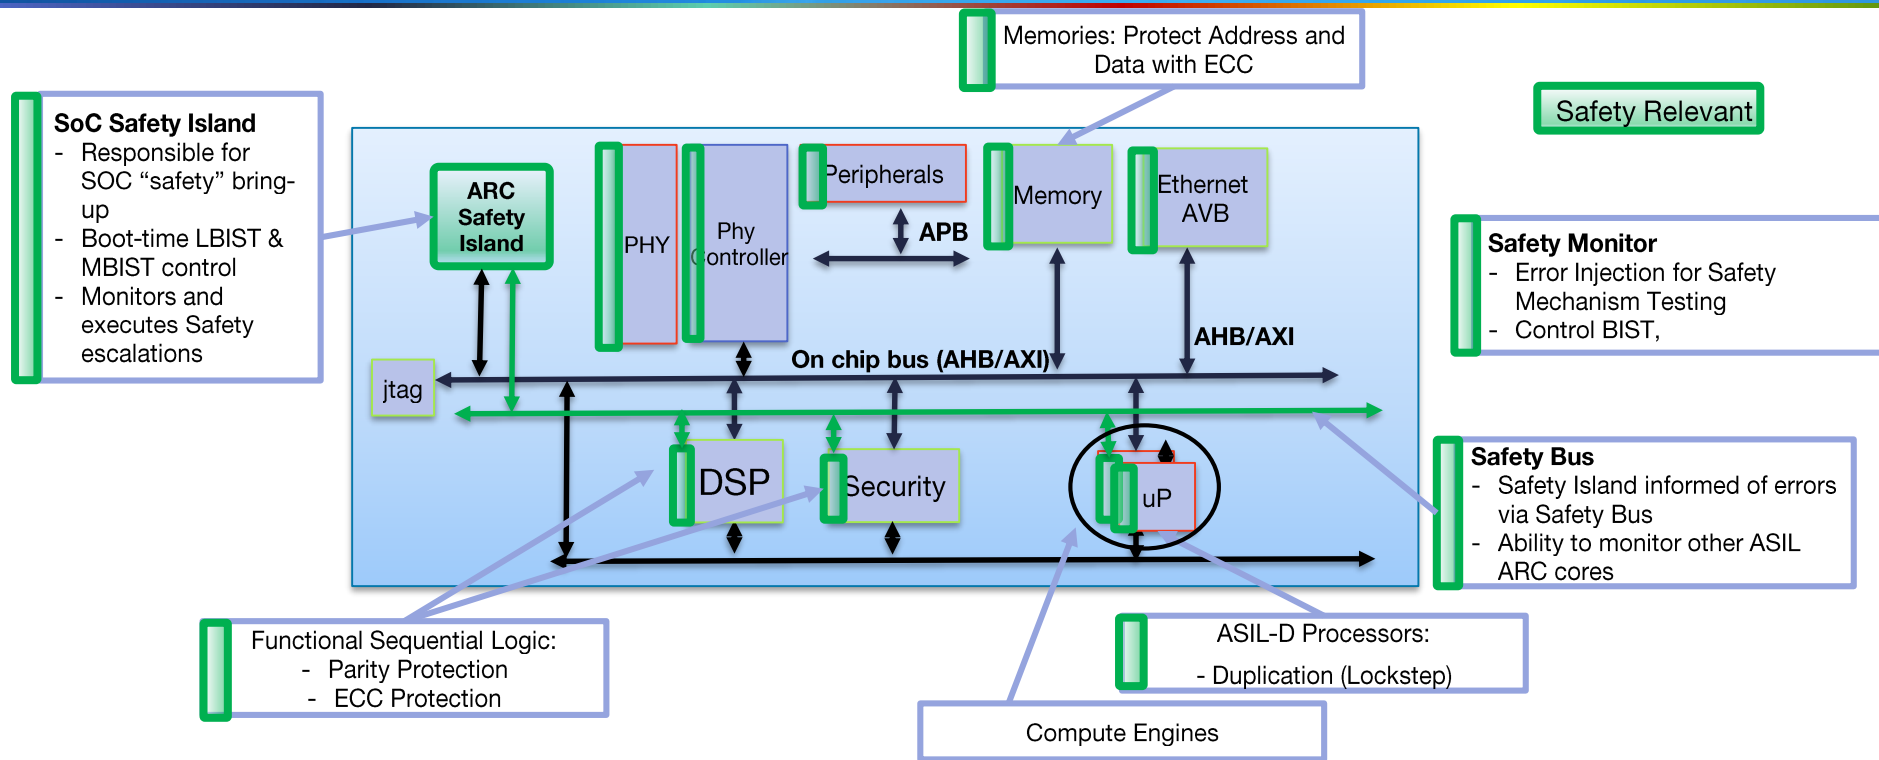 Memories: Protect Address and
Data with ECC
Safety Relevant
SoC Safety Island
- Responsible for
SOC “safety” bring-
up
- Boot-time LBIST &
MBIST control
- Monitors and
executes Safety
escalations
ARC
Safety
Island
PHY
Phy
Controller
Peripherals
APB
Memory
Ethernet
AVB
Safety Monitor
- Error Injection for Safety
Mechanism Testing
- Control BIST,
On chip bus (AHB/AXI)
AHB/AXI
jtag
DSP
Security
uP
Safety Bus
- Safety Island informed of errors
via Safety Bus
- Ability to monitor other ASIL
ARC cores
Functional Sequential Logic:
- Parity Protection
- ECC Protection
ASIL-D Processors:
- Duplication (Lockstep)
Compute Engines